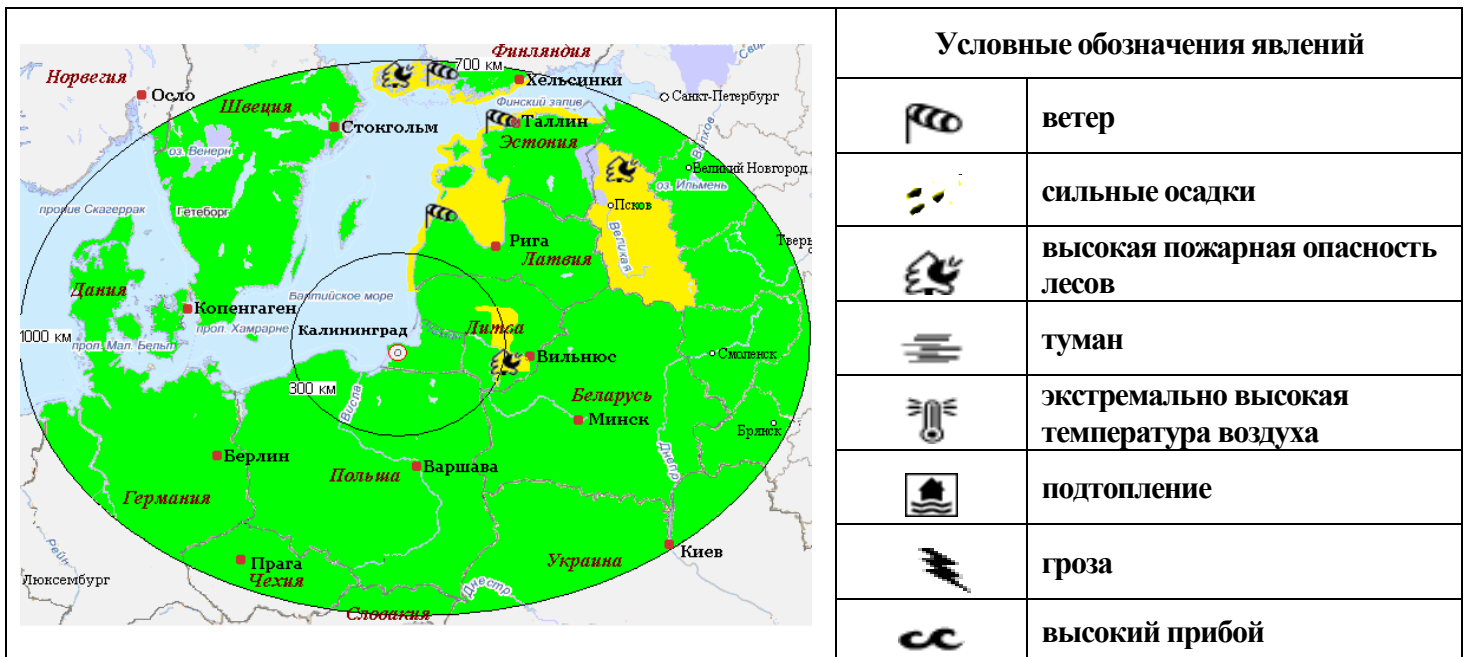 Финляндия
Норвегия
700 км
Хельсинки
Осло
Швеция
Финский запив
Санкт-Петербург
Стокгольм
Таллин
Эстония
Волхов
оз. Венерн
Великий Новгород
оз. Ильмень
пропив Скагеррак
Гетеборг
Псков
Великая
Рига
Латвия
Тверь
Дания
Балтийское море
Копенгаген
прол. Хамрарне
Калининград
Литва
1000 км
проп. Мал. Бельт
Вильнюс
Смоленск
300 км
Висла
Беларусь
Минск
Брянск
Берлин
Польша
Варшава
Днепр
Германия
Рейн
Прага
Чехия
Украина
Киев
Люксембург
Днестр
Словакия
Условные обозначения явлений
ветер
сильные осадки
высокая пожарная опасность
лесов
туман
экстремально высокая
температура воздуха
подтопление
гроза
высокий прибой